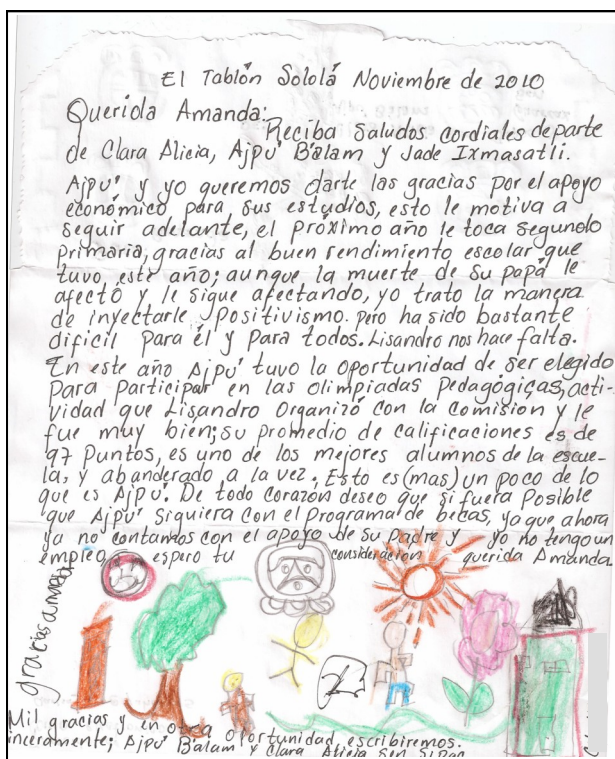 El Tablón Sololá Noviembre de 2010
Querida Amanda:
Reciba Saludos cordiales de parte
de Clara Alicia, Ajpu' B'alam y Jade Ixmasatli.
Ajpu' y yo queremos darte las gracias por el apoyo
económico para sus estudios, esto le motiva a
seguir adelante, el próximo año le toca segundo
primaria, gracias al buen rendimiento escolar que
tuvo este año; aunque la muerte de su papá le
afectó y le sigue afectando, yo trato la manera
de inyectarle positivismo. pero ha sido bastante
dificil para él y para todos. Lisandro nos hace falta.
En este año Ajpu' tuvo la oportunidad de ser elegido
para participar en las olimpiadas pedagógicas, acti-
vidad que Lisandro Organizó con la Comision y le
fue muy bien; su promedio de calificaciones es de
97 puntos, es uno de los mejores alumnos de la escue-
la, y abanderado a la vez. Esto es (mas) un poco de lo
que es Ajpu'. De todo corazón deseo que si fuera posible
que Ajpu' siguiera con el programa de becas, ya que ahora
ya no contamos con el apoyo de su padre y yo no tengo un
empleo espero tu consideración querida Amanda.
gracias amanda
Mil gracias y en otra oportunidad escribiremos.
inceramente; Ajpu' B'alam y Clara Alicia Sen Sipac